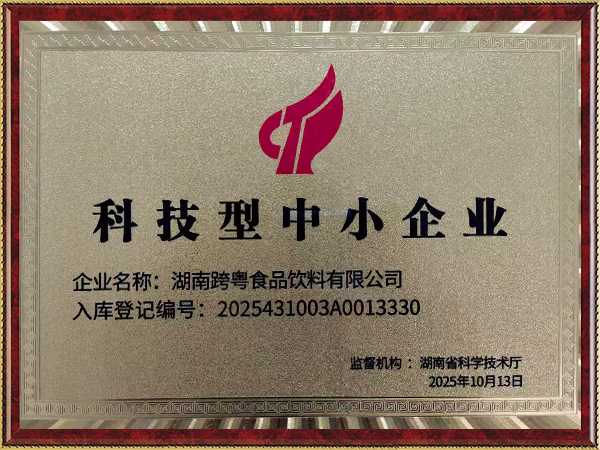 科技型中小企业
企业名称：湖南跨粤食品饮料有限公司
入库登记编号：2025431003A0013330
监督机构：湖南省科学技术厅
2025年10月13日